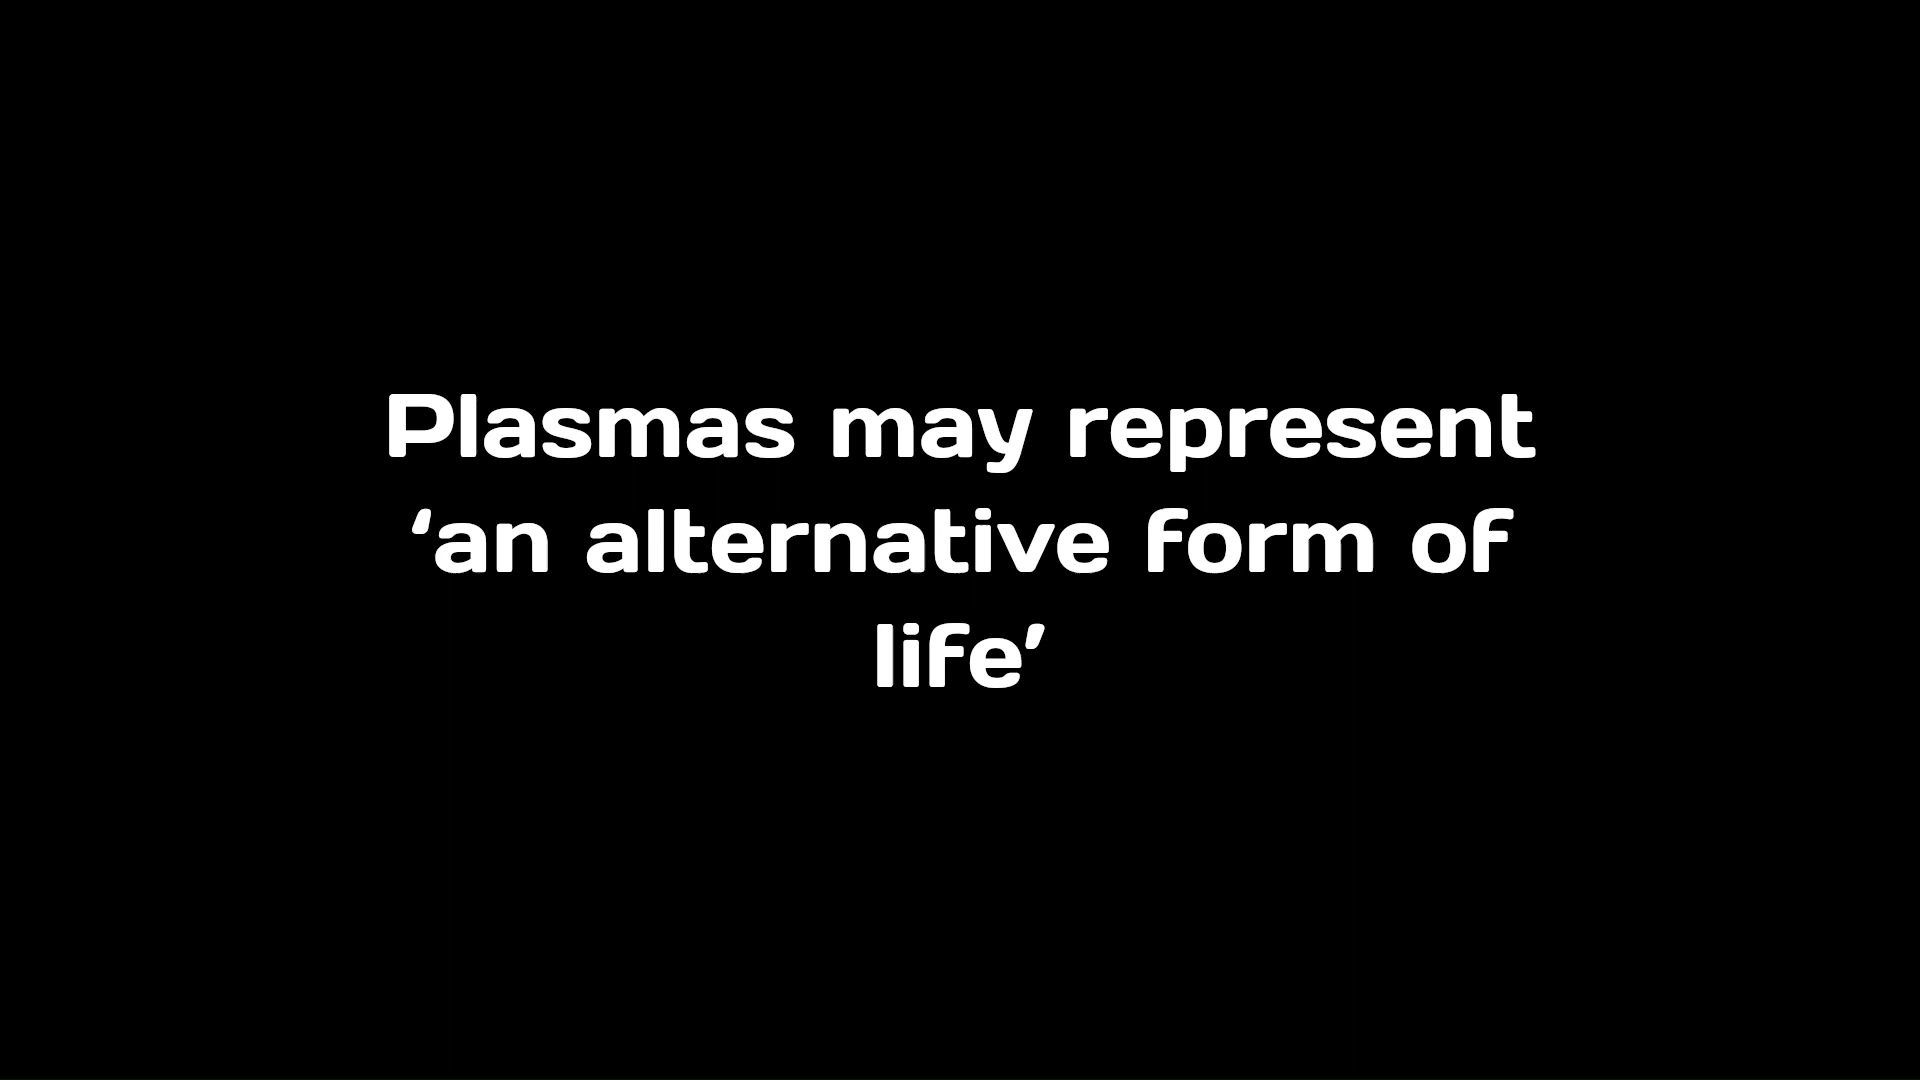 Plasmas may represent
‘an alternative form of
life’